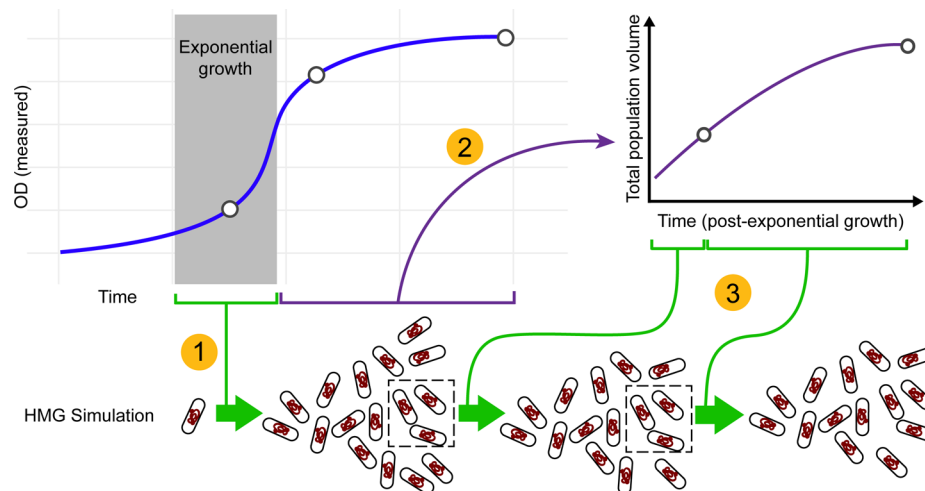 Exponential
growth
OD (measured)
2
Total population volume
Time (post-exponential growth)
Time
3
1
HMG Simulation